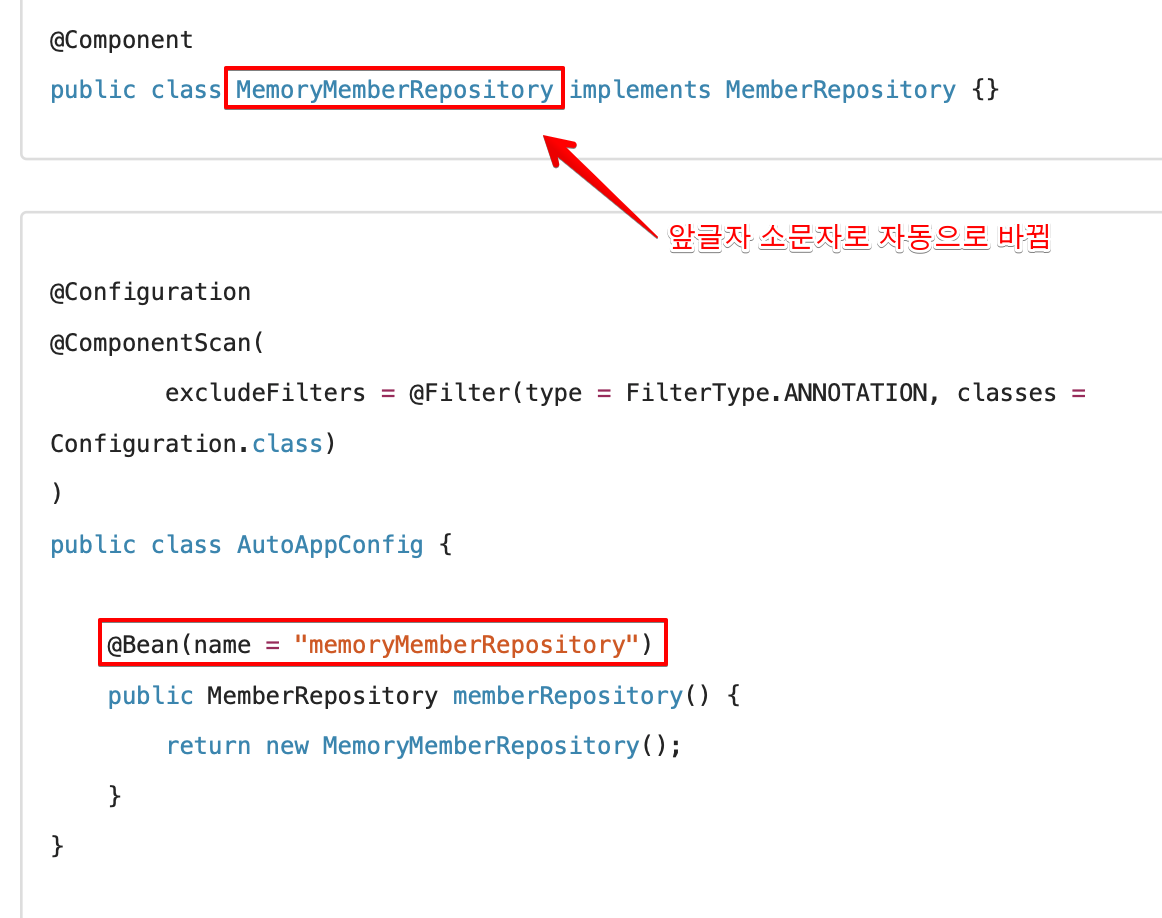 @Component
public class MemoryMemberRepository implements MemberRepository {}
앞글자 소문자로 자동으로 바뀜
@Configuration
@ComponentScan(
excludeFilters = @Filter(type = FilterType.ANNOTATION, classes =
Configuration.class)
)
public class AutoAppConfig {
@Bean(name = "memoryMemberRepository")
public MemberRepository memberRepository() {
return new MemoryMemberRepository();
}
}